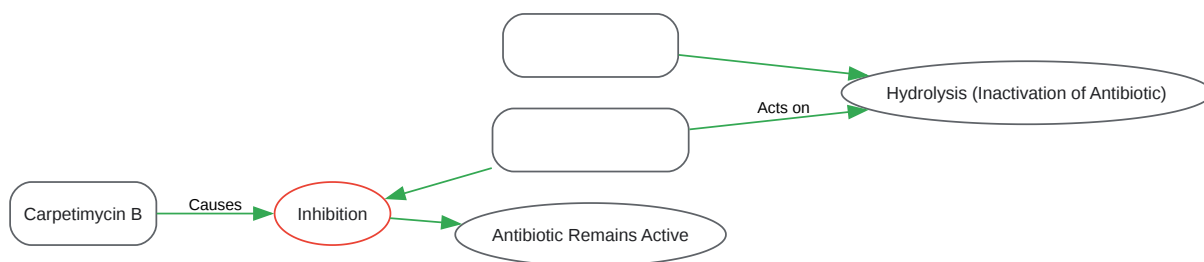 Hydrolysis (Inactivation of Antibiotic)
Acts on
Carpetimycin B
Causes
Inhibition
Antibiotic Remains Active